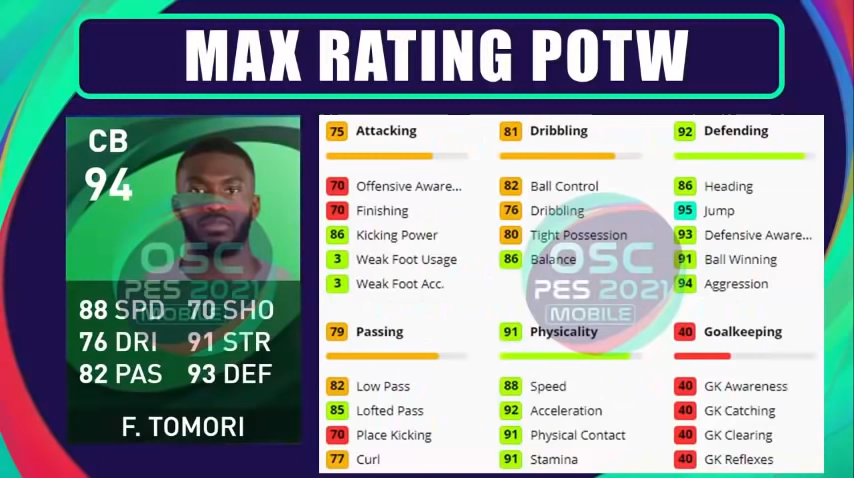 MAX RATING POTW
CB
94
88 SPD 70 SHO
76 DRI 91 STR
82 PAS 93 DEF
F. TOMORI
75 Attacking
70 Offensive Aware...
70 Finishing
86 Kicking Power
3 Weak Foot Usage
3 Weak Foot Acc.
81 Dribbling
82 Ball Control
76 Dribbling
80 Tight Possession
86 Balance
92 Defending
86 Heading
95 Jump
93 Defensive Aware...
91 Ball Winning
94 Aggression
79 Passing
82 Low Pass
85 Lofted Pass
70 Place Kicking
77 Curl
91 Physicality
88 Speed
92 Acceleration
91 Physical Contact
91 Stamina
40 Goalkeeping
40 GK Awareness
40 GK Catching
40 GK Clearing
40 GK Reflexes
OSC
PES 2021
MOBILE
OSC
PES 2021
MOBILE